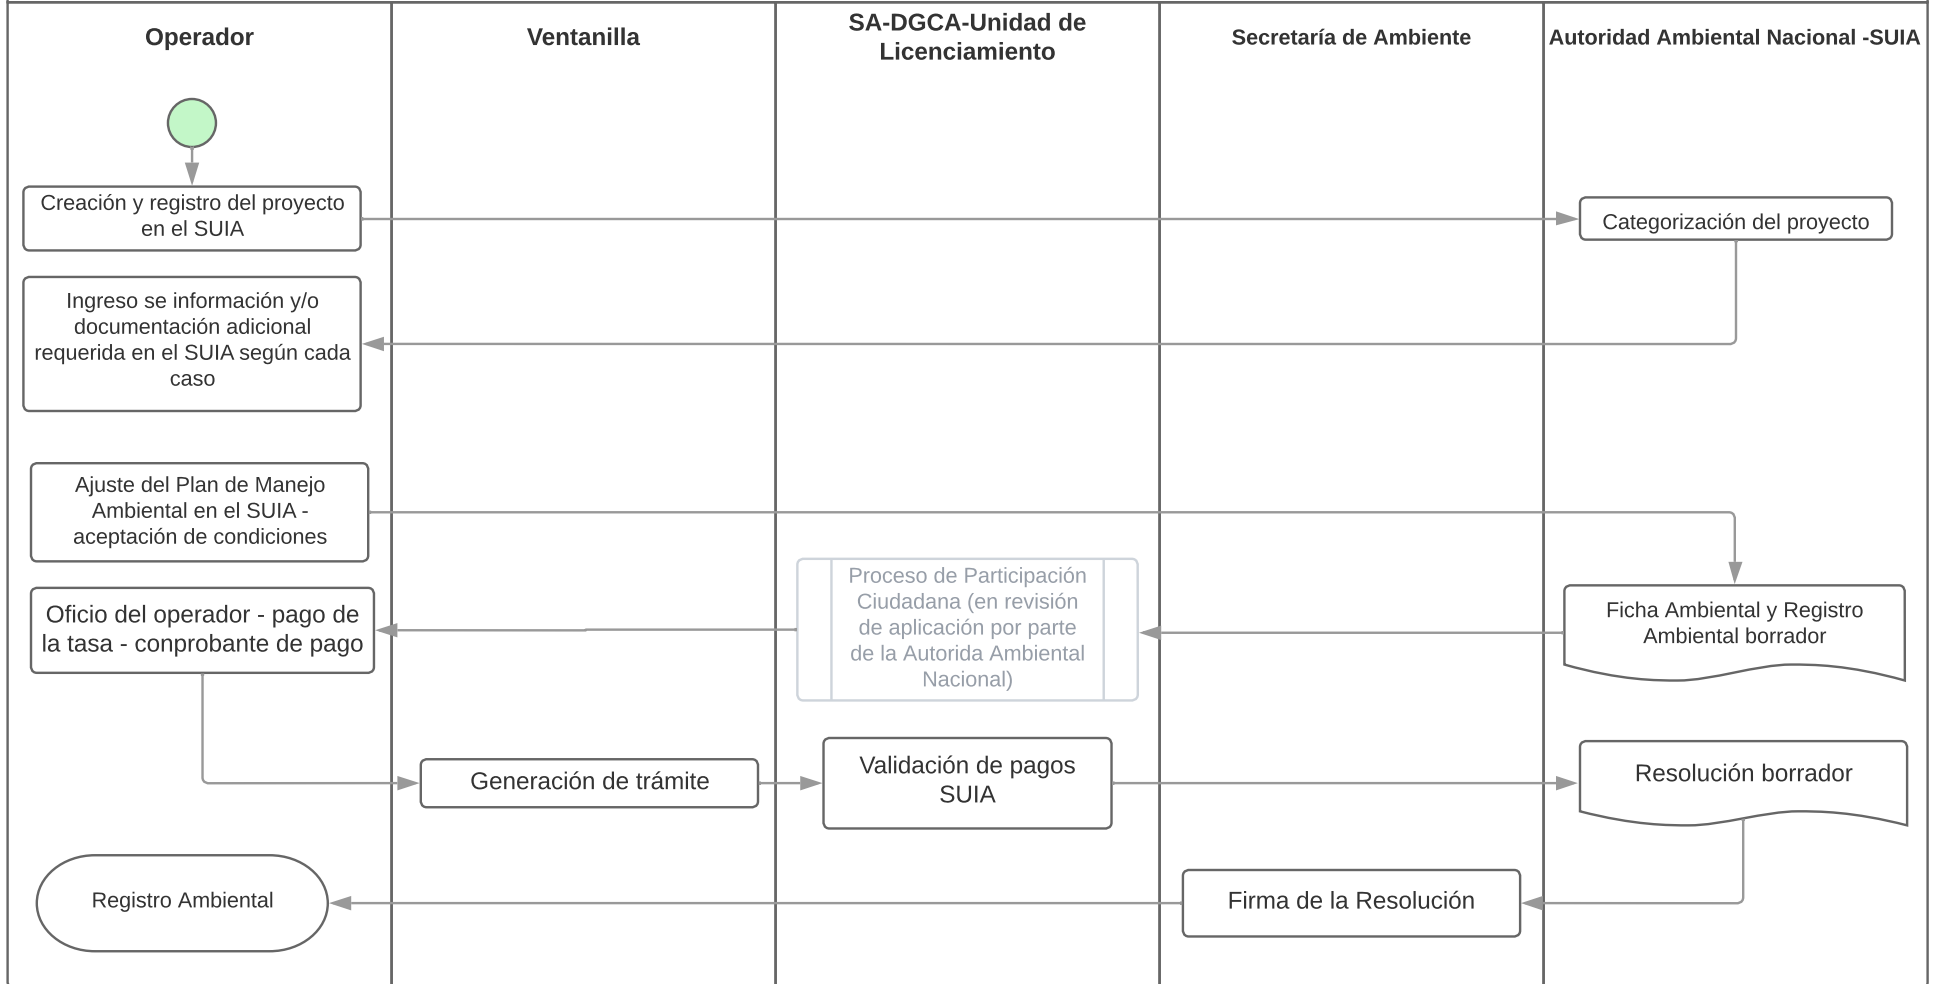 Operador
Ventanilla
SA-DGCA-Unidad de
Licenciamiento
Secretaría de Ambiente
Autoridad Ambiental Nacional -SUIA
Creación y registro del proyecto
en el SUIA
Categorización del proyecto
Ingreso se información y/o
documentación adicional
requerida en el SUIA según cada
caso
Ajuste del Plan de Manejo
Ambiental en el SUIA -
aceptación de condiciones
Ficha Ambiental y Registro
Ambiental borrador
Proceso de Participación
Ciudadana (en revisión
de aplicación por parte
de la Autorida Ambiental
Nacional)
Oficio del operador - pago de
la tasa - conprobante de pago
Generación de trámite
Validación de pagos
SUIA
Resolución borrador
Firma de la Resolución
Registro Ambiental